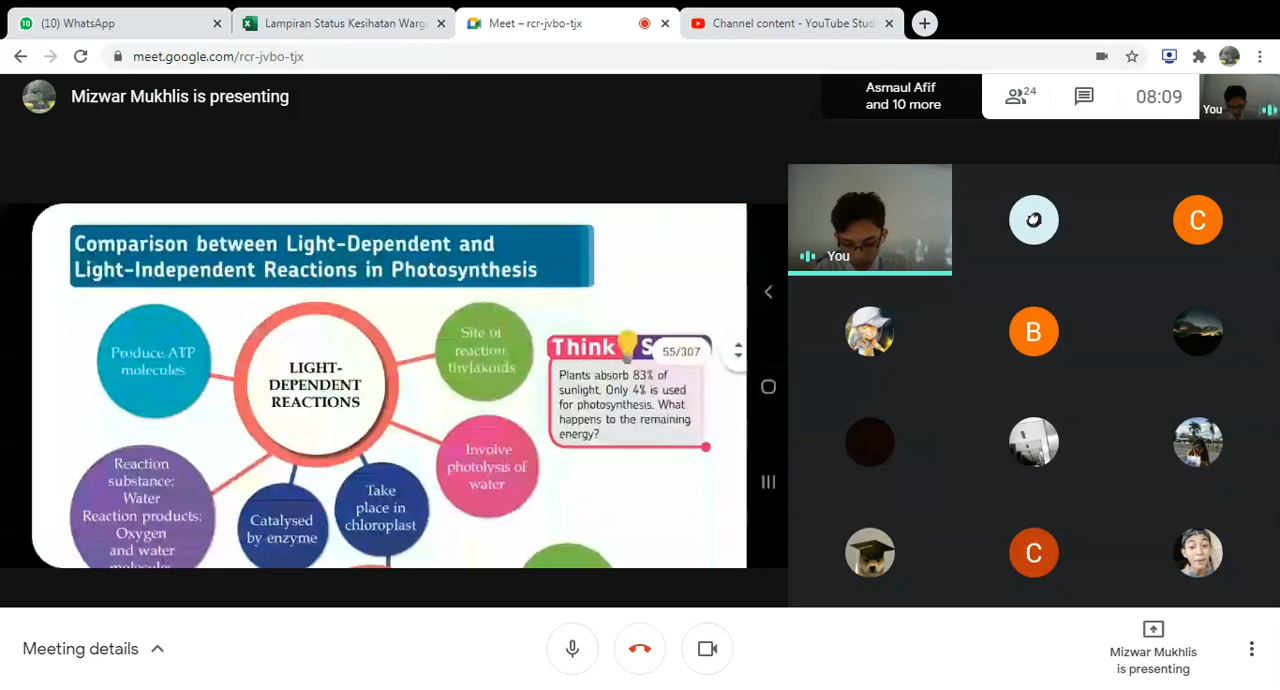 (10) WhatsApp
Lampiran Status Kesihatan Warga
Meet – rcr-jvbo-tjx
Channel content - YouTube Stud
meet.google.com/rcr-jvbo-tjx
Mizwar Mukhlis is presenting
Asmaul Afif
and 10 more
24
08:09
You
Comparison between Light-Dependent and
Light-Independent Reactions in Photosynthesis
Produce ATP
molecules
LIGHT-
DEPENDENT
REACTIONS
Site of
reaction:
thylakoids
Think S
55/307
Plants absorb 83% of
sunlight. Only 4% is used
for photosynthesis. What
happens to the remaining
energy?
Involve
photolysis of
water
Reaction
substance:
Water
Reaction products:
Oxygen
and water
molecules
Catalysed
by enzyme
Take
place in
chloroplast
You
C
B
C
Meeting details
Mizwar Mukhlis
is presenting